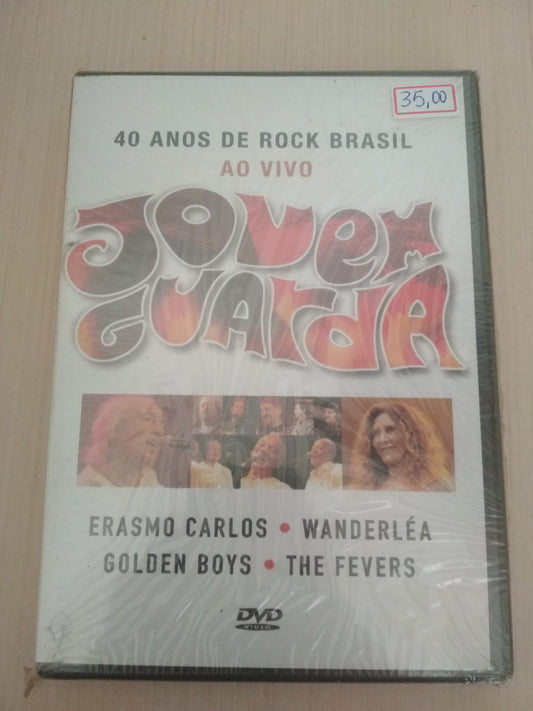 35,00
40 ANOS DE ROCK BRASIL
AO VIVO
JOVEM
GUARDA
ERASMO CARLOS • WANDERLÉA
GOLDEN BOYS • THE FEVERS
DVD
VIDEO